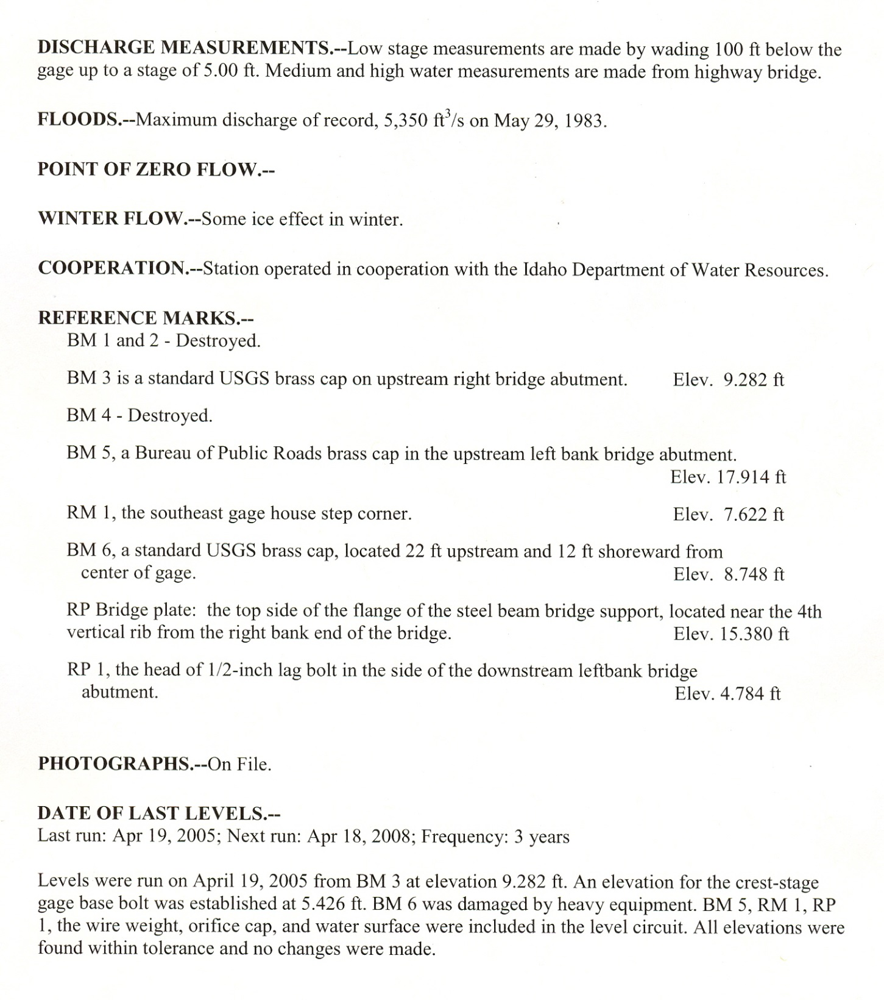 DISCHARGE MEASUREMENTS.--Low stage measurements are made by wading 100 ft below the
gage up to a stage of 5.00 ft. Medium and high water measurements are made from highway bridge.
FLOODS.--Maximum discharge of record, 5,350 ft³/s on May 29, 1983.
POINT OF ZERO FLOW.--
WINTER FLOW.--Some ice effect in winter.
COOPERATION.--Station operated in cooperation with the Idaho Department of Water Resources.
REFERENCE MARKS.--
BM 1 and 2 - Destroyed.
BM 3 is a standard USGS brass cap on upstream right bridge abutment. Elev. 9.282 ft
BM 4 - Destroyed.
BM 5, a Bureau of Public Roads brass cap in the upstream left bank bridge abutment.
Elev. 17.914 ft
RM 1, the southeast gage house step corner. Elev. 7.622 ft
BM 6, a standard USGS brass cap, located 22 ft upstream and 12 ft shoreward from
center of gage. Elev. 8.748 ft
RP Bridge plate: the top side of the flange of the steel beam bridge support, located near the 4th
vertical rib from the right bank end of the bridge. Elev. 15.380 ft
RP 1, the head of 1/2-inch lag bolt in the side of the downstream leftbank bridge
abutment. Elev. 4.784 ft
PHOTOGRAPHS.--On File.
DATE OF LAST LEVELS.--
Last run: Apr 19, 2005; Next run: Apr 18, 2008; Frequency: 3 years
Levels were run on April 19, 2005 from BM 3 at elevation 9.282 ft. An elevation for the crest-stage
gage base bolt was established at 5.426 ft. BM 6 was damaged by heavy equipment. BM 5, RM 1, RP
1, the wire weight, orifice cap, and water surface were included in the level circuit. All elevations were
found within tolerance and no changes were made.